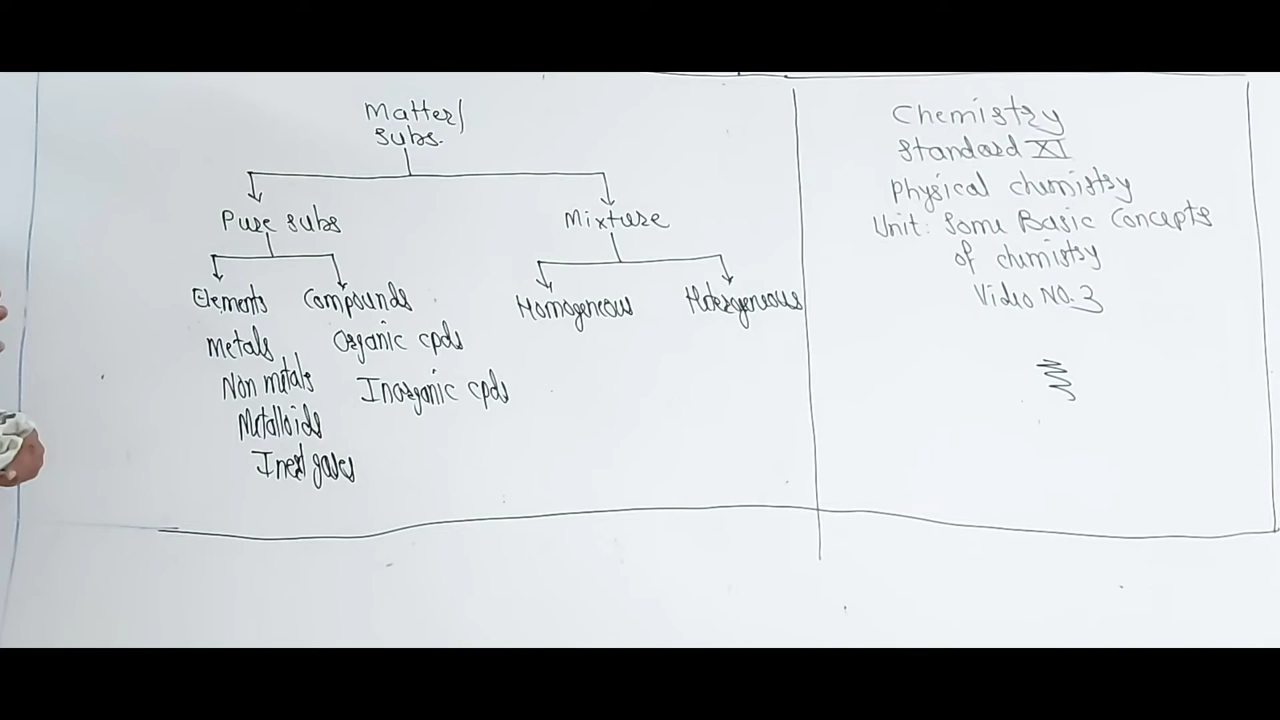 Matter/
subs.
Pure subs
Mixture
Elements
Compounds
Homogeneous
Hetergeneous
metals
Organic cpds
Non metals
Inorganic cpds
Metalloids
Inert gases
Chemistry
Standard XI
Physical chemistry
Unit: Some Basic Concepts
of chemistry
Video NO. 3